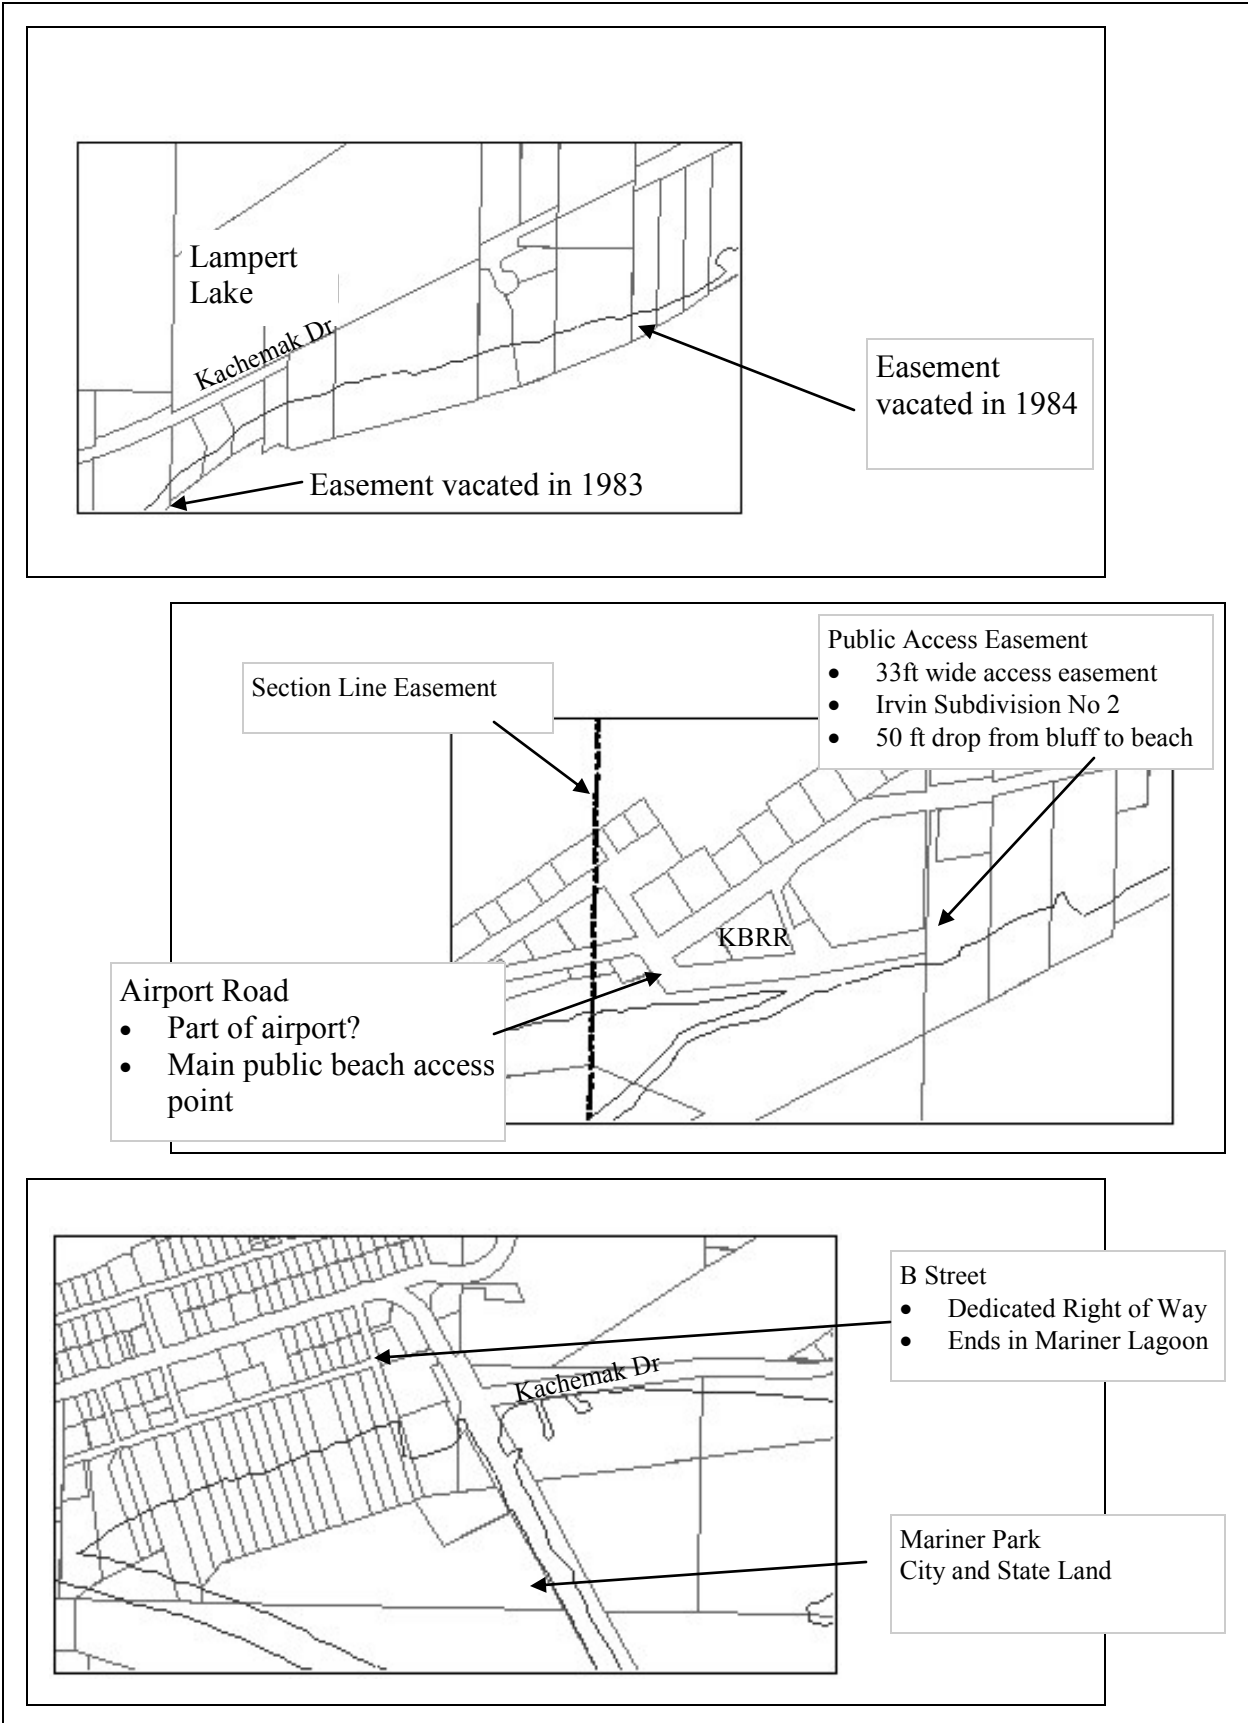 Lampert
Lake
Kachemak Dr
Easement
vacated in 1984
Easement vacated in 1983
Public Access Easement
• 33ft wide access easement
• Irvin Subdivision No 2
• 50 ft drop from bluff to beach
Section Line Easement
KBRR
Airport Road
• Part of airport?
• Main public beach access
point
B Street
• Dedicated Right of Way
• Ends in Mariner Lagoon
Kachemak Dr
Mariner Park
City and State Land